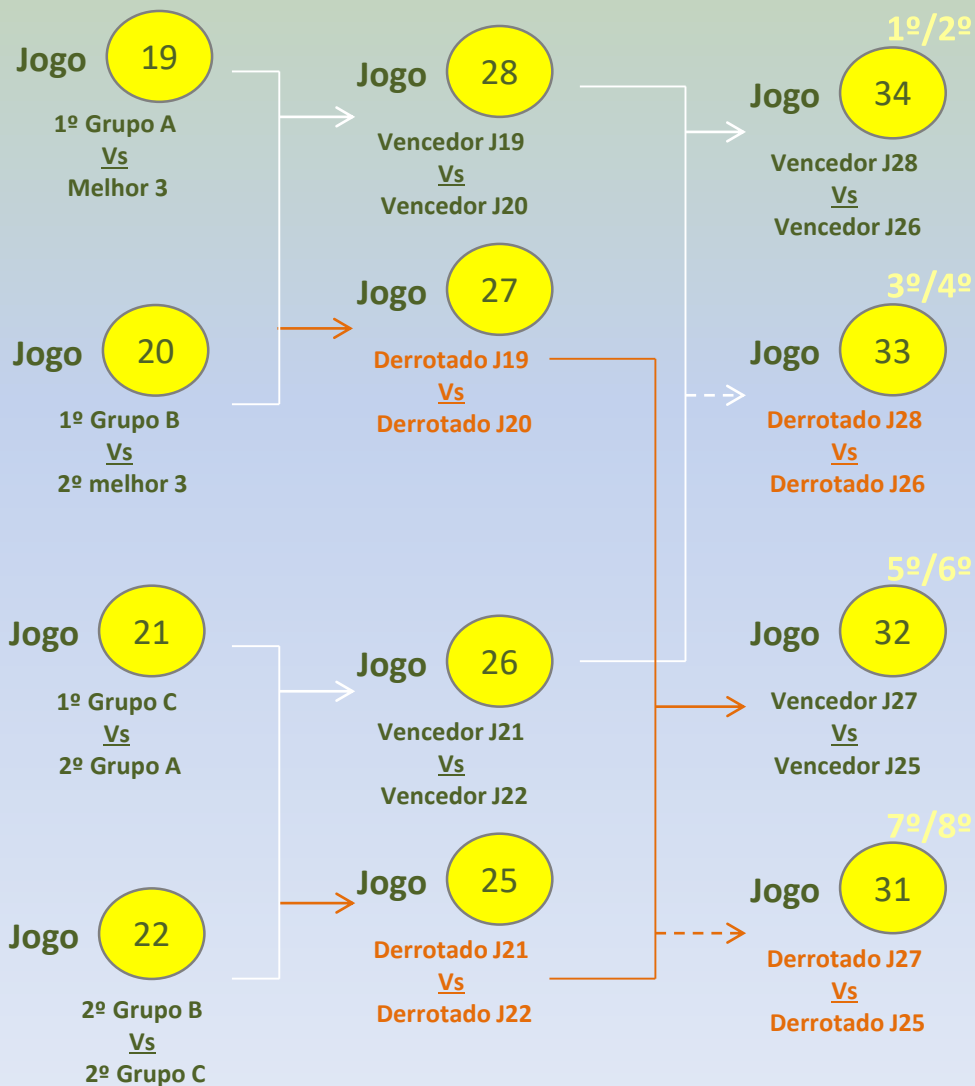 Jogo 19
1º Grupo A
Vs
Melhor 3
Jogo 20
1º Grupo B
Vs
2º melhor 3
Jogo 21
1º Grupo C
Vs
2º Grupo A
Jogo 22
2º Grupo B
Vs
2º Grupo C
Jogo 28
Vencedor J19
Vs
Vencedor J20
Jogo 27
Derrotado J19
Vs
Derrotado J20
Jogo 26
Vencedor J21
Vs
Vencedor J22
Jogo 25
Derrotado J21
Vs
Derrotado J22
1º/2º
Jogo 34
Vencedor J28
Vs
Vencedor J26
3º/4º
Jogo 33
Derrotado J28
Vs
Derrotado J26
5º/6º
Jogo 32
Vencedor J27
Vs
Vencedor J25
7º/8º
Jogo 31
Derrotado J27
Vs
Derrotado J25